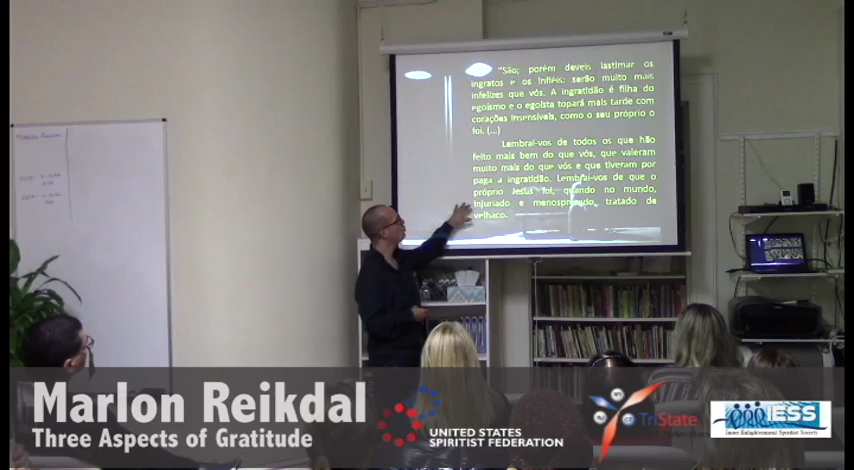 "São; porém deveis lastimar os
ingratos e os infiéis: serão muito mais
infelizes que vós. A ingratidão é filha do
egoísmo e o egoísta topará mais tarde com
corações insensíveis, como o seu próprio o
foi. (...)
Lembrai-vos de todos os que hão
feito mais bem do que vós, que valeram
muito mais do que vós e que tiveram por
paga a ingratidão. Lembrai-vos de que o
próprio Jesus foi, quando no mundo,
injuriado e menosprezado, tratado de
velhaco.
Marlon Reikdal
Three Aspects of Gratitude
UNITED STATES
SPIRITIST FEDERATION
TriState
IESS
Inner Enlightenment Spiritist Society